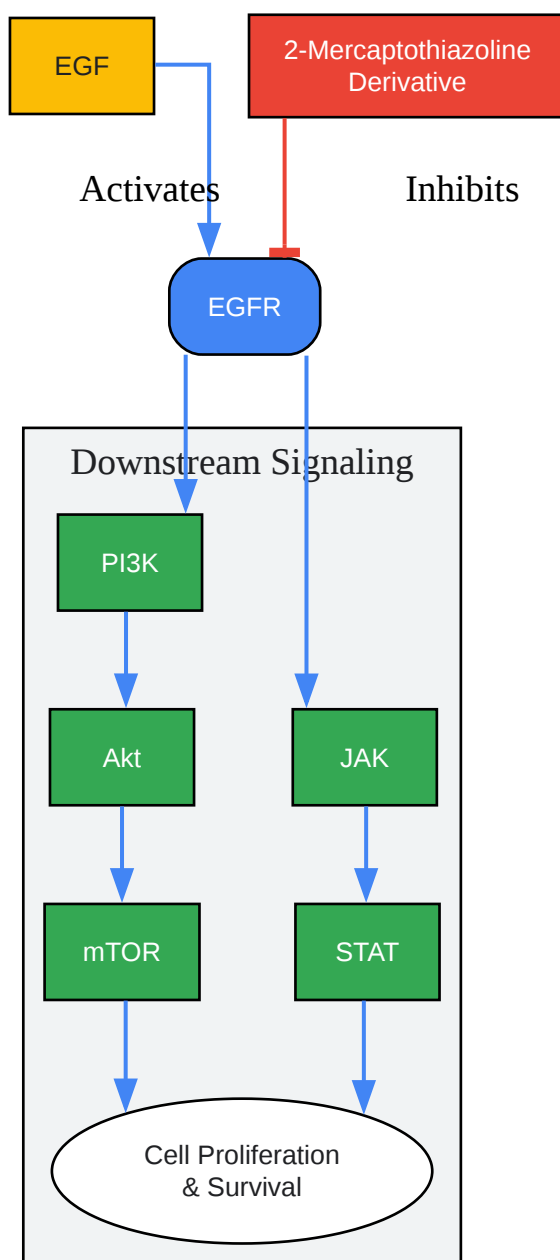 EGF
2-Mercaptothiazoline
Derivative
Activates
Inhibits
EGFR
Downstream Signaling
PI3K
Akt
JAK
mTOR
STAT
Cell Proliferation
& Survival